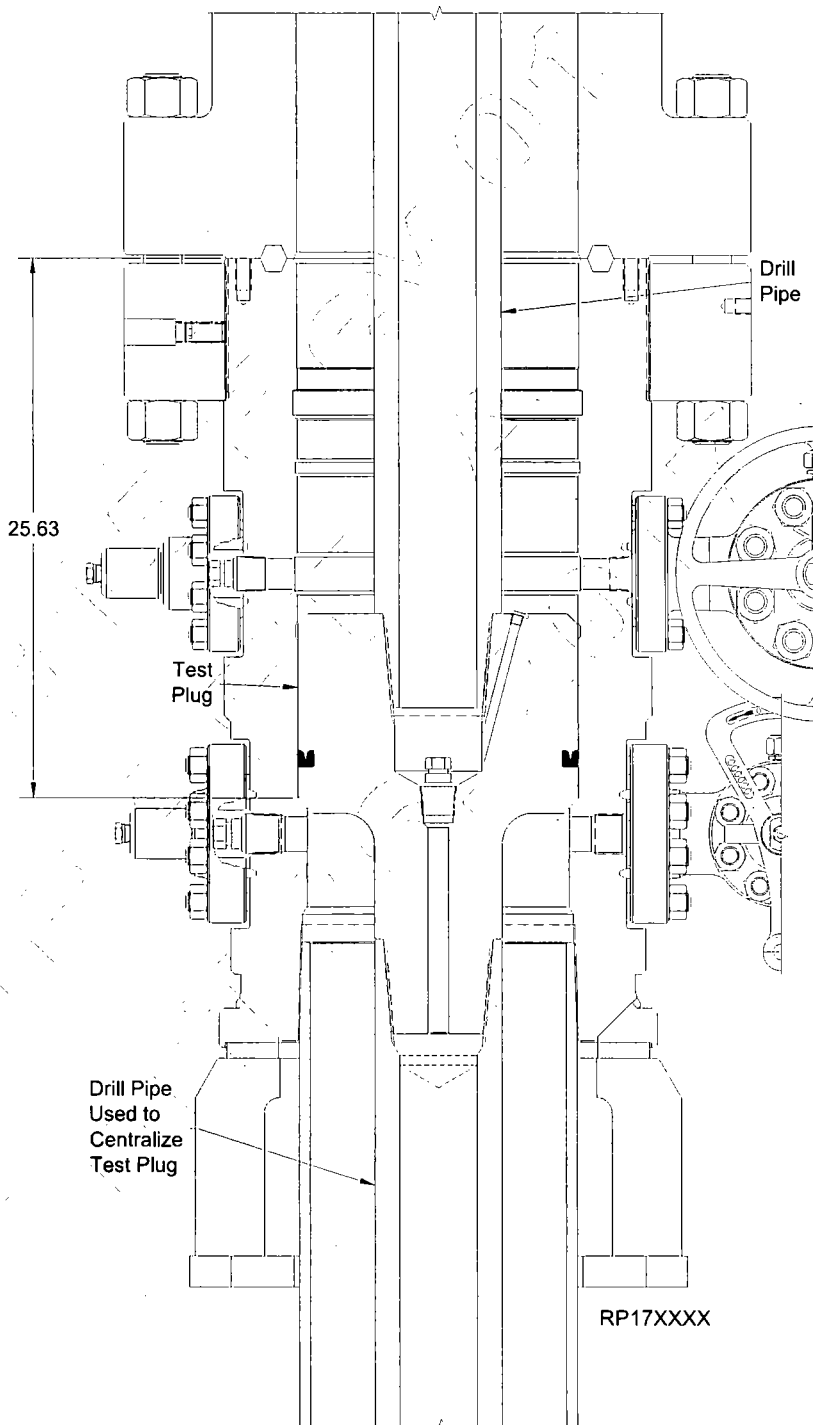 Drill
Pipe
25.63
Test
Plug
Drill Pipe
Used to
Centralize
Test Plug
RP17XXXX